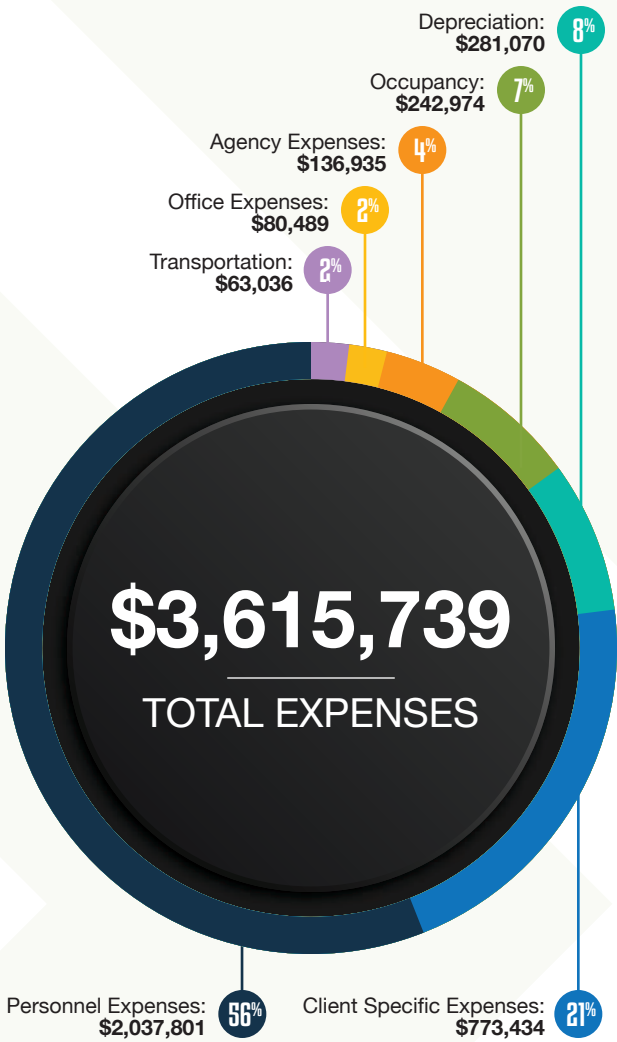 Depreciation:
$281,070
8%
Occupancy:
$242,974
7%
Agency Expenses:
$136,935
4%
Office Expenses:
$80,489
2%
Transportation:
$63,036
2%
$3,615,739
TOTAL EXPENSES
Personnel Expenses:
$2,037,801
56%
Client Specific Expenses:
$773,434
21%